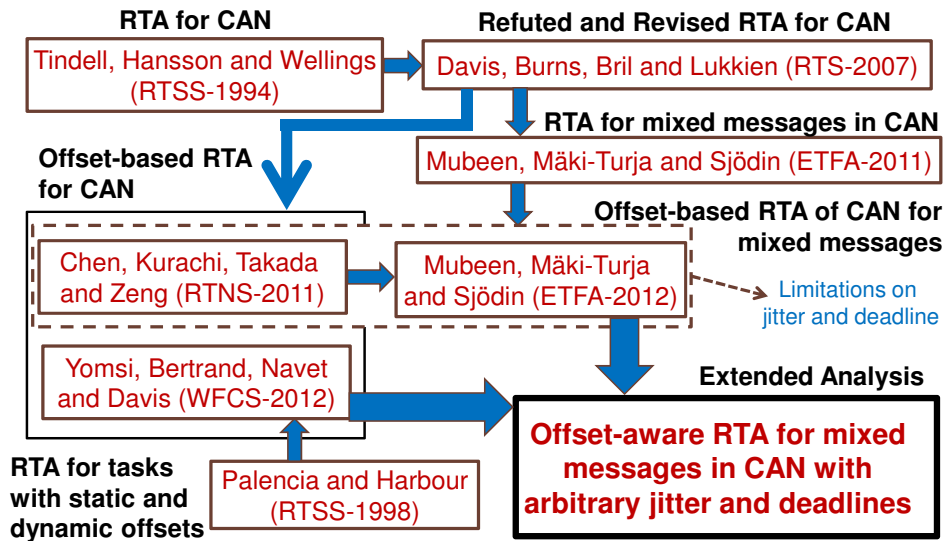 RTA for CAN
Refuted and Revised RTA for CAN
Tindell, Hansson and Wellings
(RTSS-1994)
Davis, Burns, Bril and Lukkien (RTS-2007)
RTA for mixed messages in CAN
Mubeen, Mäki-Turja and Sjödin (ETFA-2011)
Offset-based RTA
for CAN
Offset-based RTA of CAN for
mixed messages
Chen, Kurachi, Takada
and Zeng (RTNS-2011)
Mubeen, Mäki-Turja
and Sjödin (ETFA-2012)
Limitations on
jitter and deadline
Yomsi, Bertrand, Navet
and Davis (WFCS-2012)
Extended Analysis
Offset-aware RTA for mixed
messages in CAN with
arbitrary jitter and deadlines
RTA for tasks
with static and
dynamic offsets
Palencia and Harbour
(RTSS-1998)